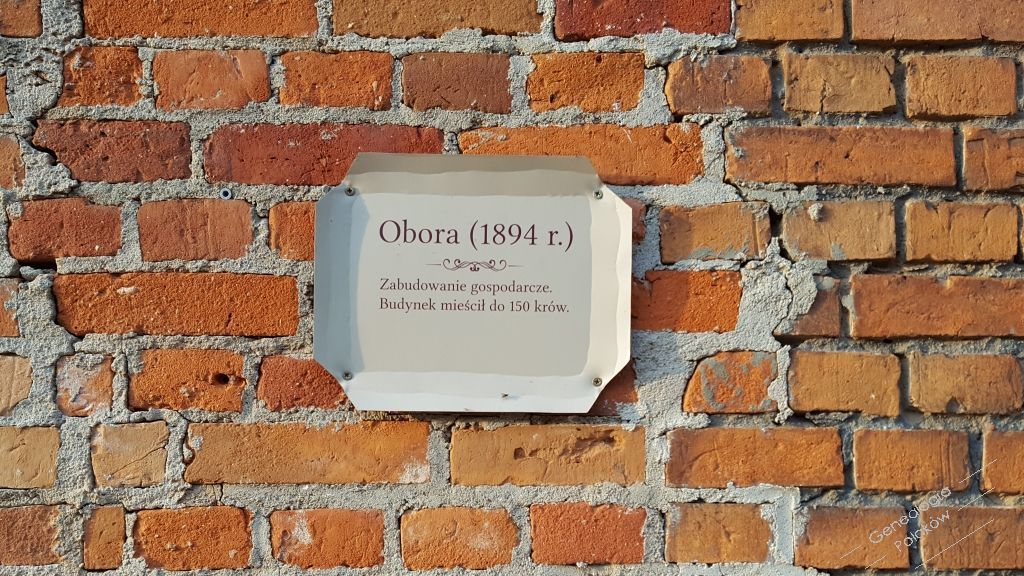 Obora (1894 r.)
Zabudowanie gospodarcze.
Budynek mieścił do 150 krów.
Genealogia
Polaków